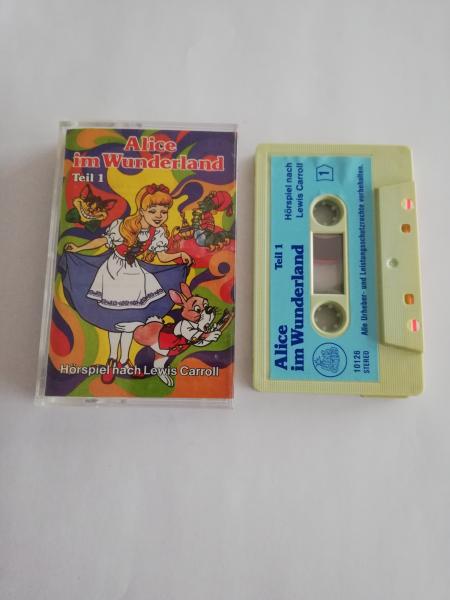 Alice
im Wunderland
Teil 1
Hörspiel nach Lewis Carroll
Alice
im Wunderland
Teil 1
Hörspiel nach
Lewis Carroll
1
10126
STEREO
Alle Urheber- und Leistungsschutzrechte vorbehalten.